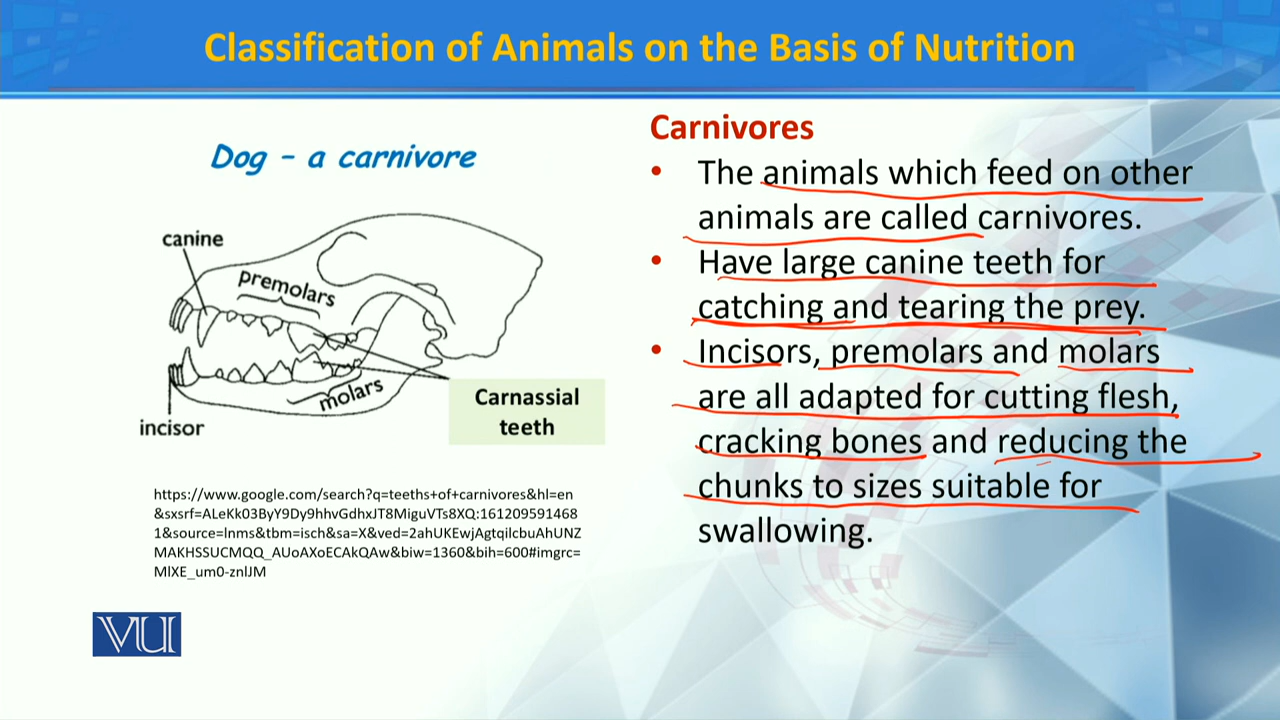 Classification of Animals on the Basis of Nutrition
Dog – a carnivore
canine
premolars
molars
incisor
Carnassial
teeth
https://www.google.com/search?q=teeths+of+carnivores&hl=en
&sxsrf=ALeKk03ByY9Dy9hhvGdhxJT8MiguVTs8XQ:161209591468
1&source=lnms&tbm=isch&sa=X&ved=2ahUKEwjAgtqilcbuAhUNZ
MAKHSSUCMQQ_AUoAXoECAkQAw&biw=1360&bih=600#imgrc=
MlXE_um0-znlJM
VU
Carnivores
• The animals which feed on other
animals are called carnivores.
• Have large canine teeth for
catching and tearing the prey.
• Incisors, premolars and molars
are all adapted for cutting flesh,
cracking bones and reducing the
chunks to sizes suitable for
swallowing.